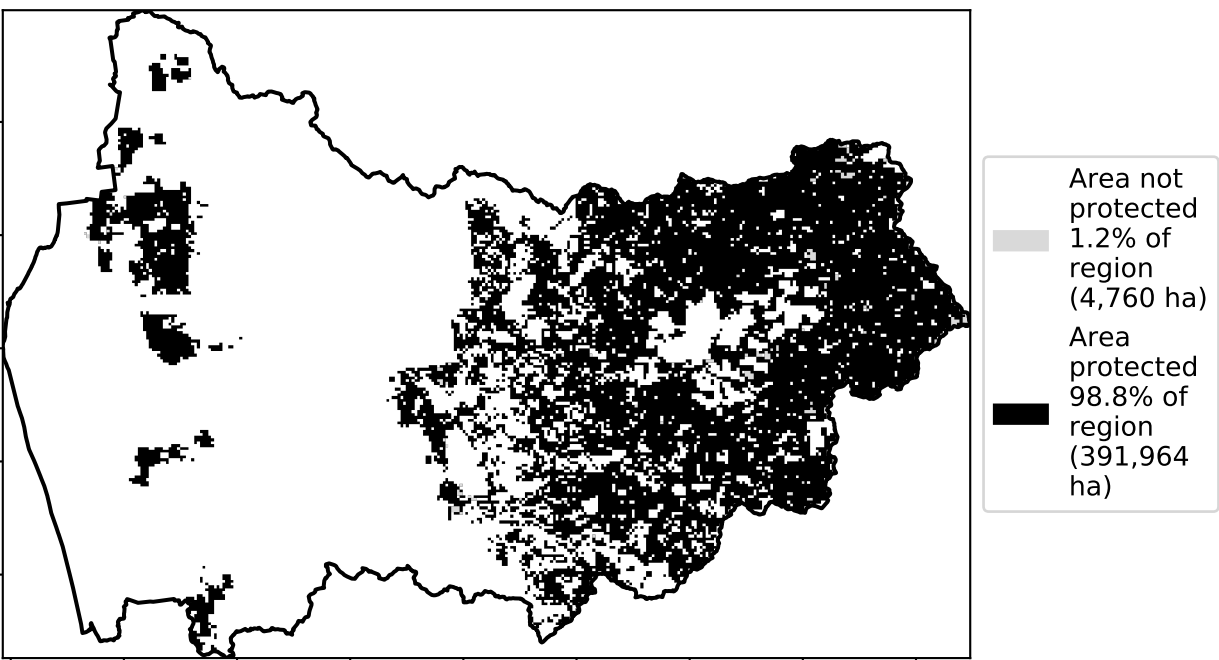 Area not
protected
1.2% of
region
(4,760 ha)
Area
protected
98.8% of
region
(391,964
ha)